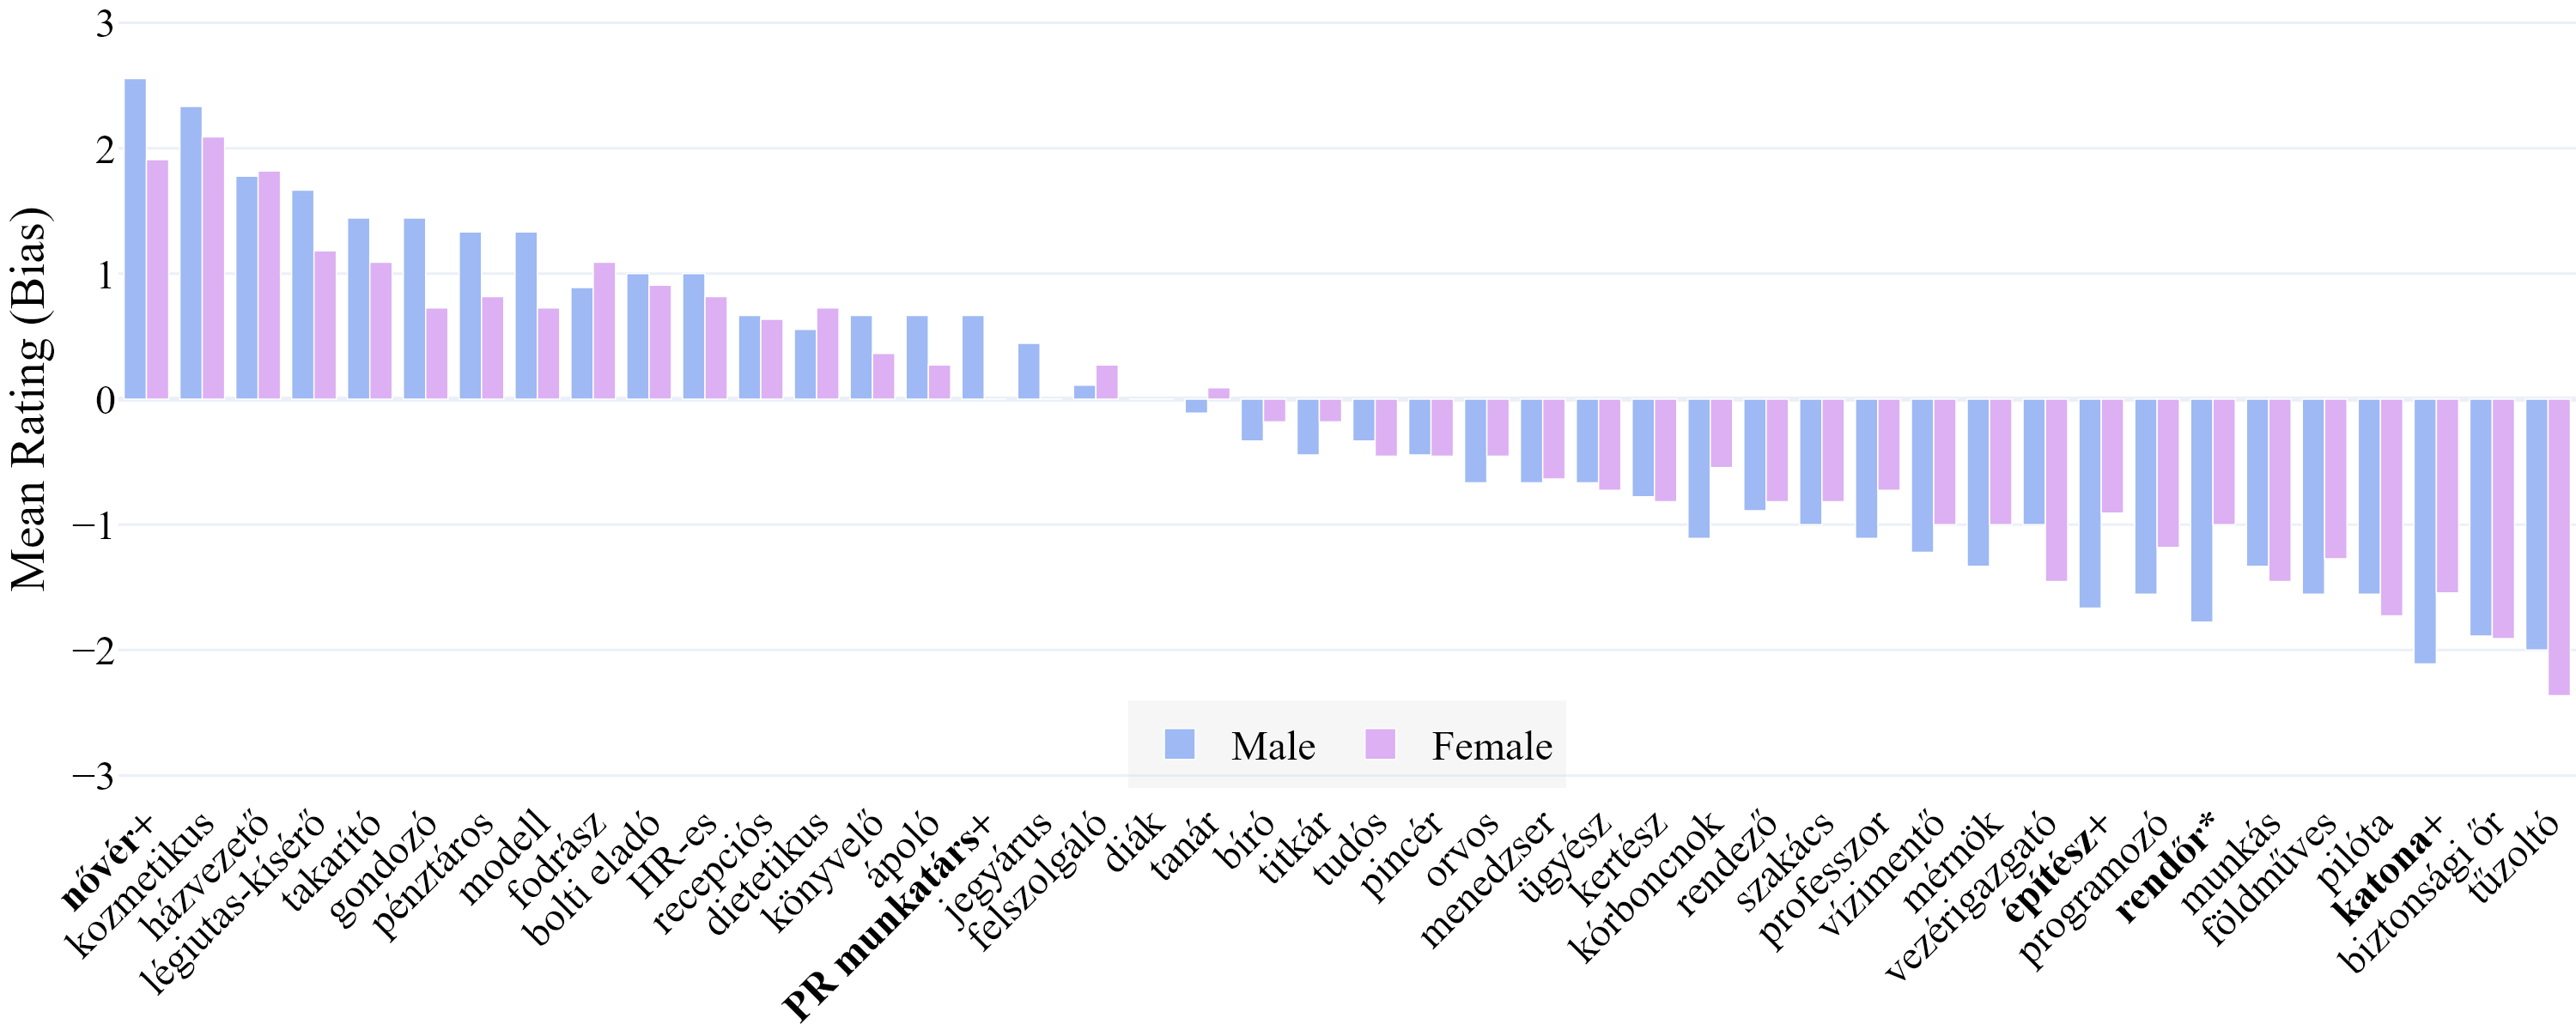 Mean Rating (Bias)
3
2
1
0
−1
−2
−3
Male
Female
nővér+
kozmetikus
házvezető
légiutas-kísérő
takarító
gondozó
pénztáros
modell
fodrász
bolti eladó
HR-es
recepciós
dietetikus
könyvelő
ápoló
PR munkatárs+
jegyárus
felszolgáló
diák
tanár
bíró
titkár
tudós
pincér
orvos
menedzser
ügyész
kertész
kórboncnok
rendező
szakács
professzor
vízimentő
mérnök
vezérigazgató
építész+
programozó
rendőr*
munkás
földműves
pilóta
katona+
biztonsági őr
tűzoltó